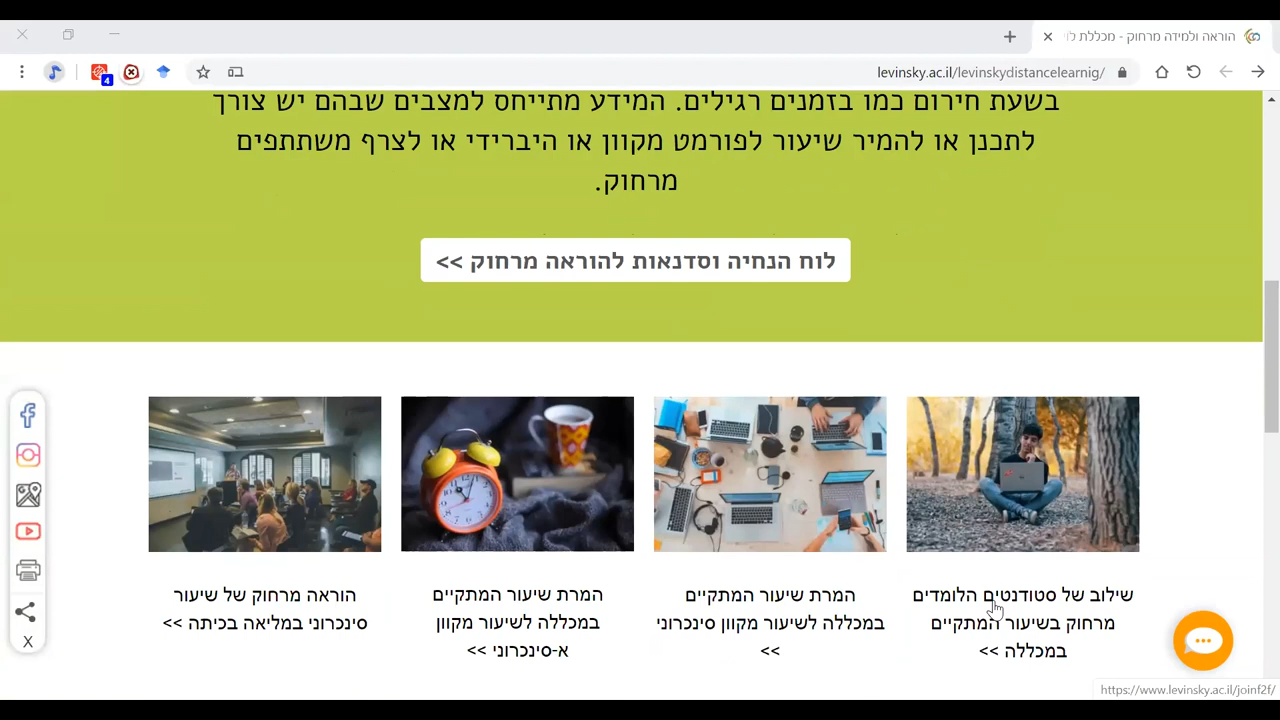 הוראה ולמידה מרחוק - מכללת לו
levinsky.ac.il/levinskydistancelearnig/
4
בשעת חירום כמו בזמנים רגילים. המידע מתייחס למצבים שבהם יש צורך
לתכנן או להמיר שיעור לפורמט מקוון או היברידי או לצרף משתתפים
מרחוק.
לוח הנחיה וסדנאות להוראה מרחוק >>
שילוב של סטודנטים הלומדים
מרחוק בשיעור המתקיים
במכללה >>
המרת שיעור המתקיים
במכללה לשיעור מקוון סינכרוני
>>
המרת שיעור המתקיים
במכללה לשיעור מקוון
א-סינכרוני >>
הוראה מרחוק של שיעור
סינכרוני במליאה בכיתה >>
X
https://www.levinsky.ac.il/joinf2f/